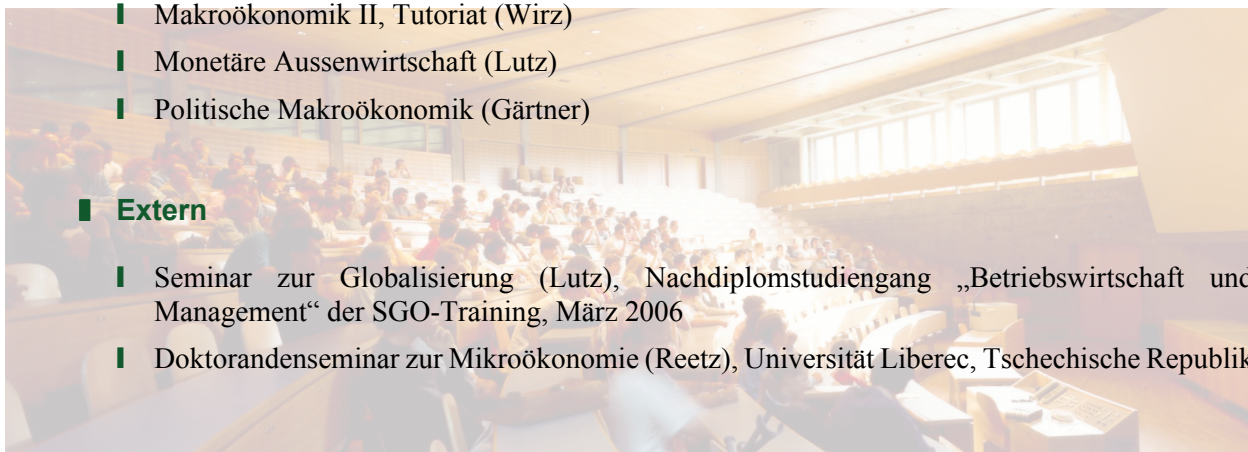 Makroökonomik II, Tutoriat (Wirz)
Monetäre Aussenwirtschaft (Lutz)
Politische Makroökonomik (Gärtner)
Extern
Seminar zur Globalisierung (Lutz), Nachdiplomstudiengang „Betriebswirtschaft und
Management“ der SGO-Training, März 2006
Doktorandenseminar zur Mikroökonomie (Reetz), Universität Liberec, Tschechische Republik